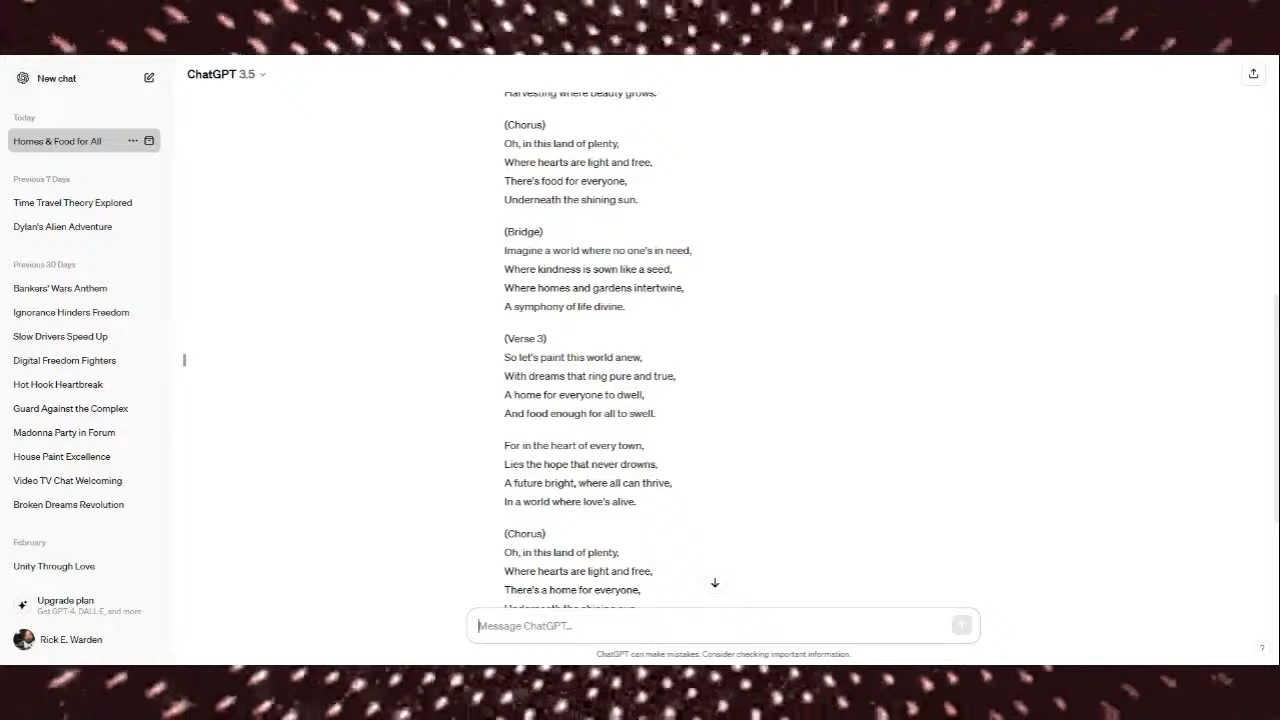 New chat
Today
Homes & Food for All
Previous 7 Days
Time Travel Theory Explored
Dylan's Alien Adventure
Previous 30 Days
Bankers' Wars Anthem
Ignorance Hinders Freedom
Slow Drivers Speed Up
Digital Freedom Fighters
Hot Hook Heartbreak
Guard Against the Complex
Madonna Party in Forum
House Paint Excellence
Video TV Chat Welcoming
Broken Dreams Revolution
February
Unity Through Love
Upgrade plan
Get GPT-4, DALL·E, and more
Rick E. Warden
ChatGPT 3.5
Harvesting where beauty grows.
(Chorus)
Oh, in this land of plenty,
Where hearts are light and free,
There's food for everyone,
Underneath the shining sun.
(Bridge)
Imagine a world where no one's in need,
Where kindness is sown like a seed,
Where homes and gardens intertwine,
A symphony of life divine.
(Verse 3)
So let's paint this world anew,
With dreams that ring pure and true,
A home for everyone to dwell,
And food enough for all to swell.
For in the heart of every town,
Lies the hope that never drowns,
A future bright, where all can thrive,
In a world where love's alive.
(Chorus)
Oh, in this land of plenty,
Where hearts are light and free,
There's a home for everyone,
Underneath the shining sun.
Message ChatGPT...
ChatGPT can make mistakes. Consider checking important information.
?